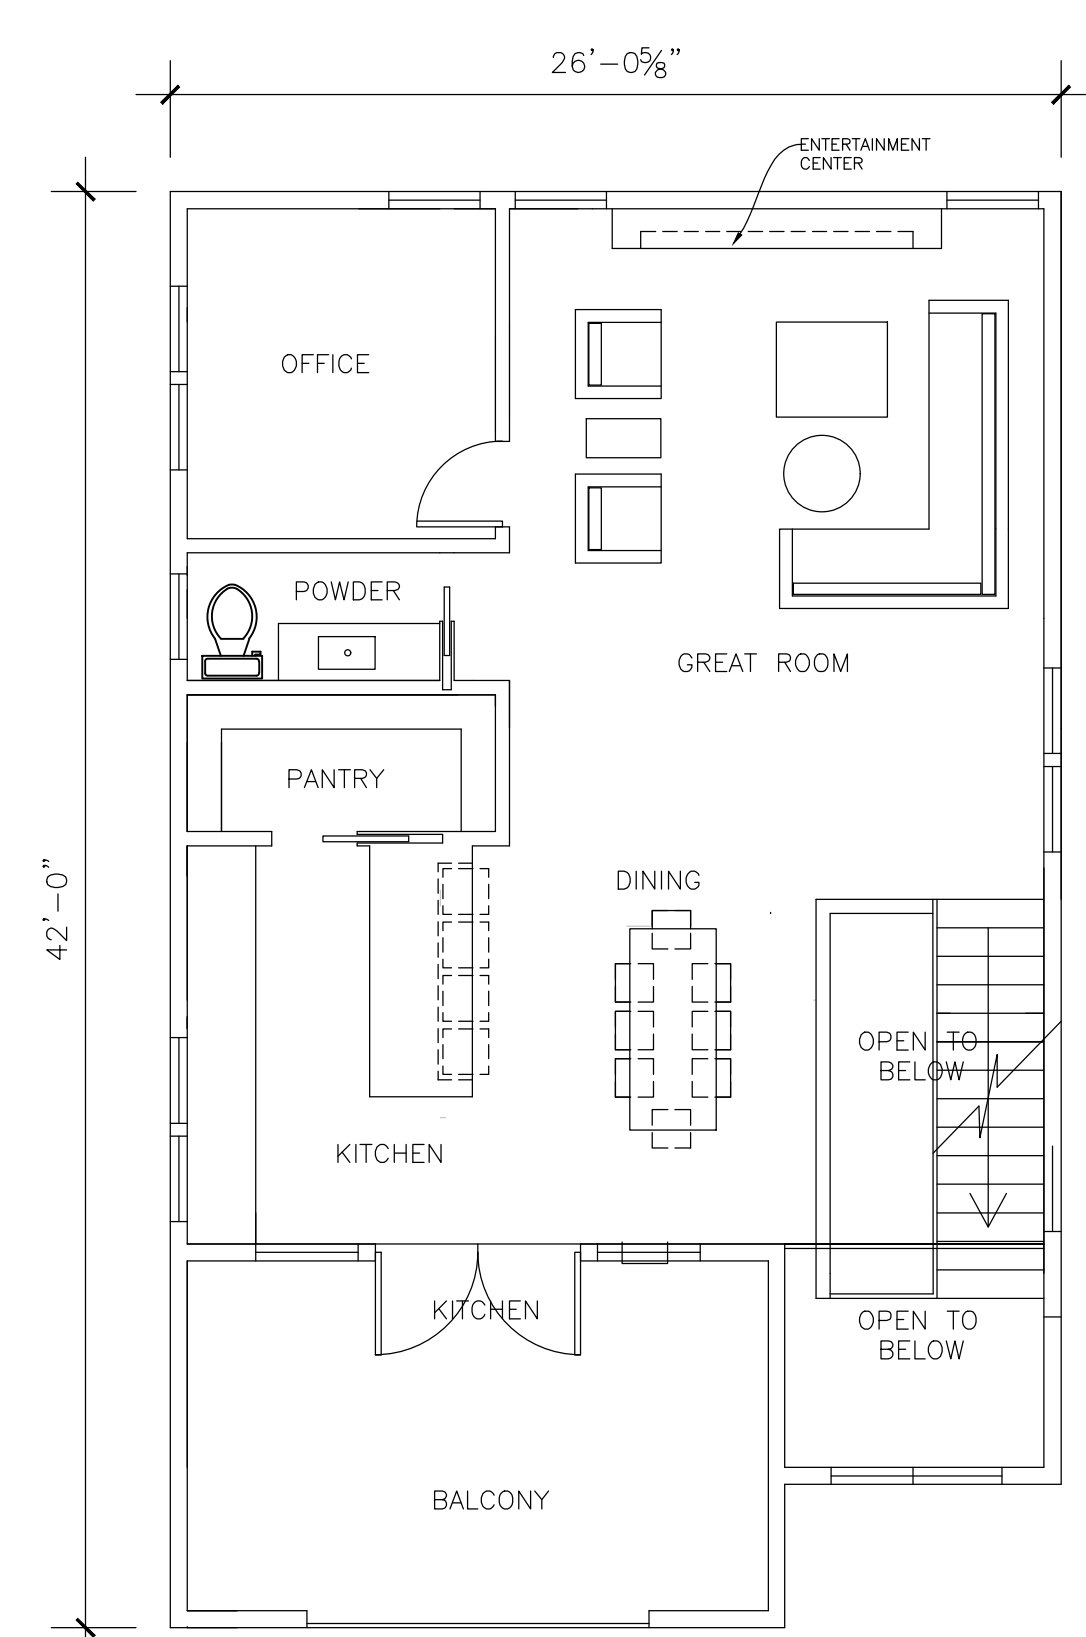 26'-0⅝"
ENTERTAINMENT
CENTER
OFFICE
POWDER
GREAT ROOM
PANTRY
42'-0"
DINING
OPEN TO
BELOW
KITCHEN
KITCHEN
OPEN TO
BELOW
BALCONY